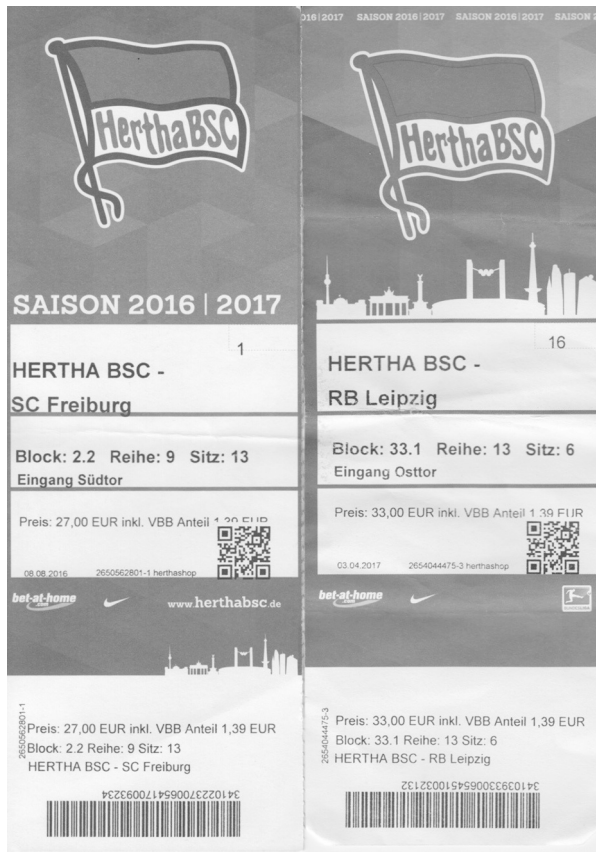 HerthaBSC
SAISON 2016 | 2017
1
HERTHA BSC -
SC Freiburg
Block: 2.2 Reihe: 9 Sitz: 13
Eingang Südtor
Preis: 27,00 EUR inkl. VBB Anteil 1,39 EUR
08.08.2016 2650562801-1 herthashop
bet-at-home
.com
www.herthabsc.de
2650562801-1
Preis: 27,00 EUR inkl. VBB Anteil 1,39 EUR
Block: 2.2 Reihe: 9 Sitz: 13
HERTHA BSC - SC Freiburg
34102237220654170093234
016|2017 SAISON 2016|2017 SAISON 2016|2017 SAISON 2
HerthaBSC
16
HERTHA BSC -
RB Leipzig
Block: 33.1 Reihe: 13 Sitz: 6
Eingang Osttor
Preis: 33,00 EUR inkl. VBB Anteil 1,39 EUR
03.04.2017 2654044475-3 herthashop
bet-at-home
.com
2654044475-3
Preis: 33,00 EUR inkl. VBB Anteil 1,39 EUR
Block: 33.1 Reihe: 13 Sitz: 6
HERTHA BSC - RB Leipzig